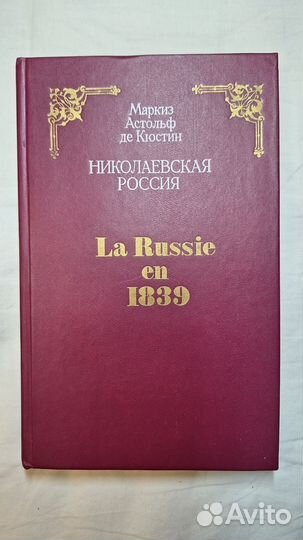 Маркиз
Астольф
де Кюстин
НИКОЛАЕВСКАЯ
РОССИЯ
La Russie
en
1839
Avito